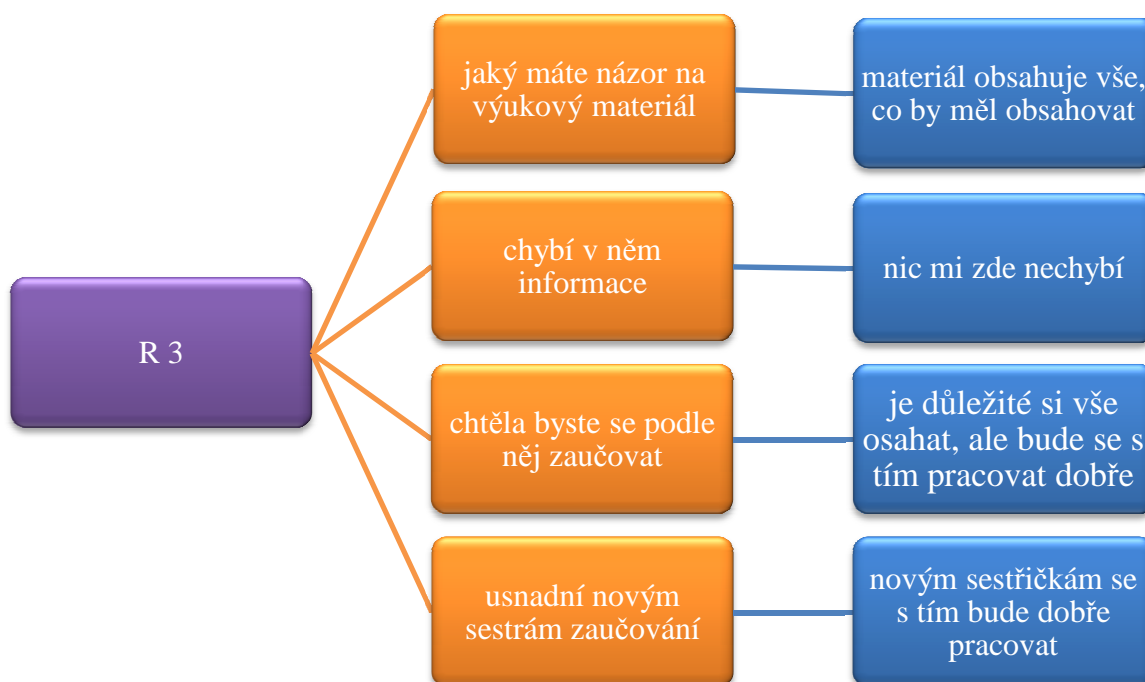 R 3
jaký máte názor na
výukový materiál
materiál obsahuje vše,
co by měl obsahovat
chybí v něm
informace
nic mi zde nechybí
chtěla byste se podle
něj zaučovat
je důležité si vše
osahat, ale bude se s
tím pracovat dobře
usnadní novým
sestrám zaučování
novým sestřičkám se
s tím bude dobře
pracovat